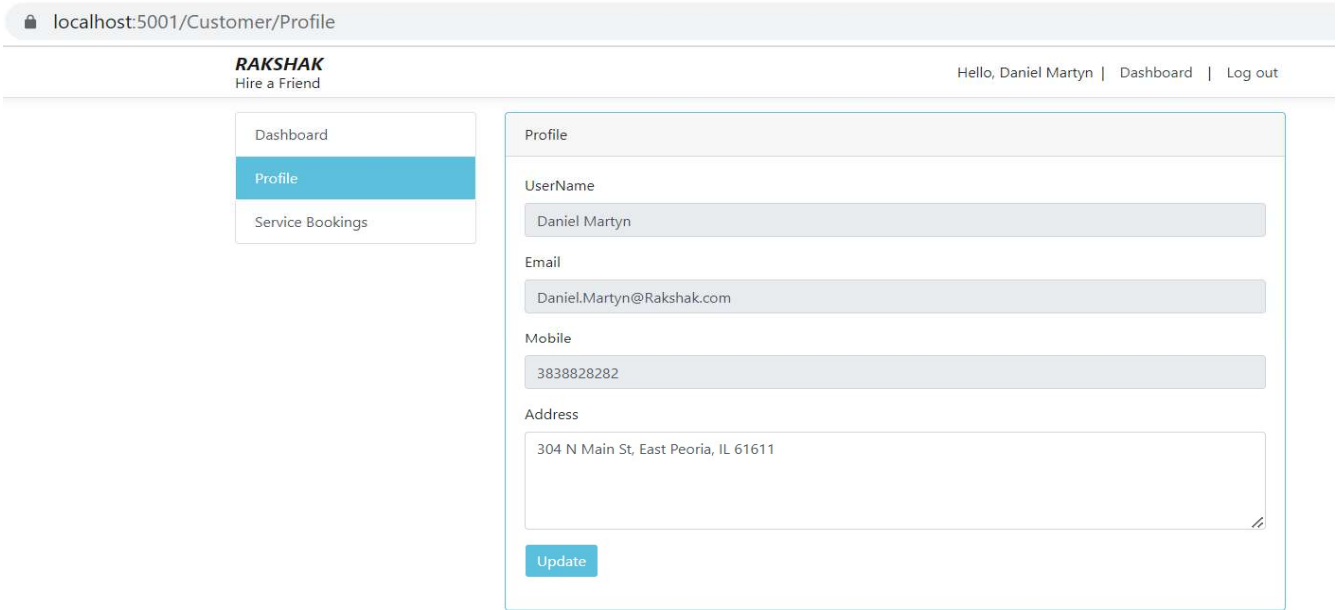 localhost:5001/Customer/Profile
RAKSHAK
Hire a Friend
Hello, Daniel Martyn | Dashboard | Log out
Dashboard
Profile
Service Bookings
Profile
UserName
Daniel Martyn
Email
Daniel.Martyn@Rakshak.com
Mobile
3838828282
Address
304 N Main St, East Peoria, IL 61611
Update